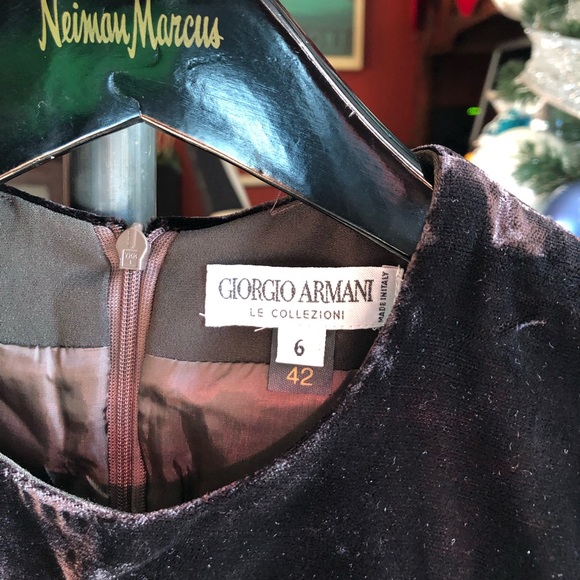 Neiman Marcus
GIORGIO ARMANI
LE COLLEZIONI
MADE IN ITALY
6
42